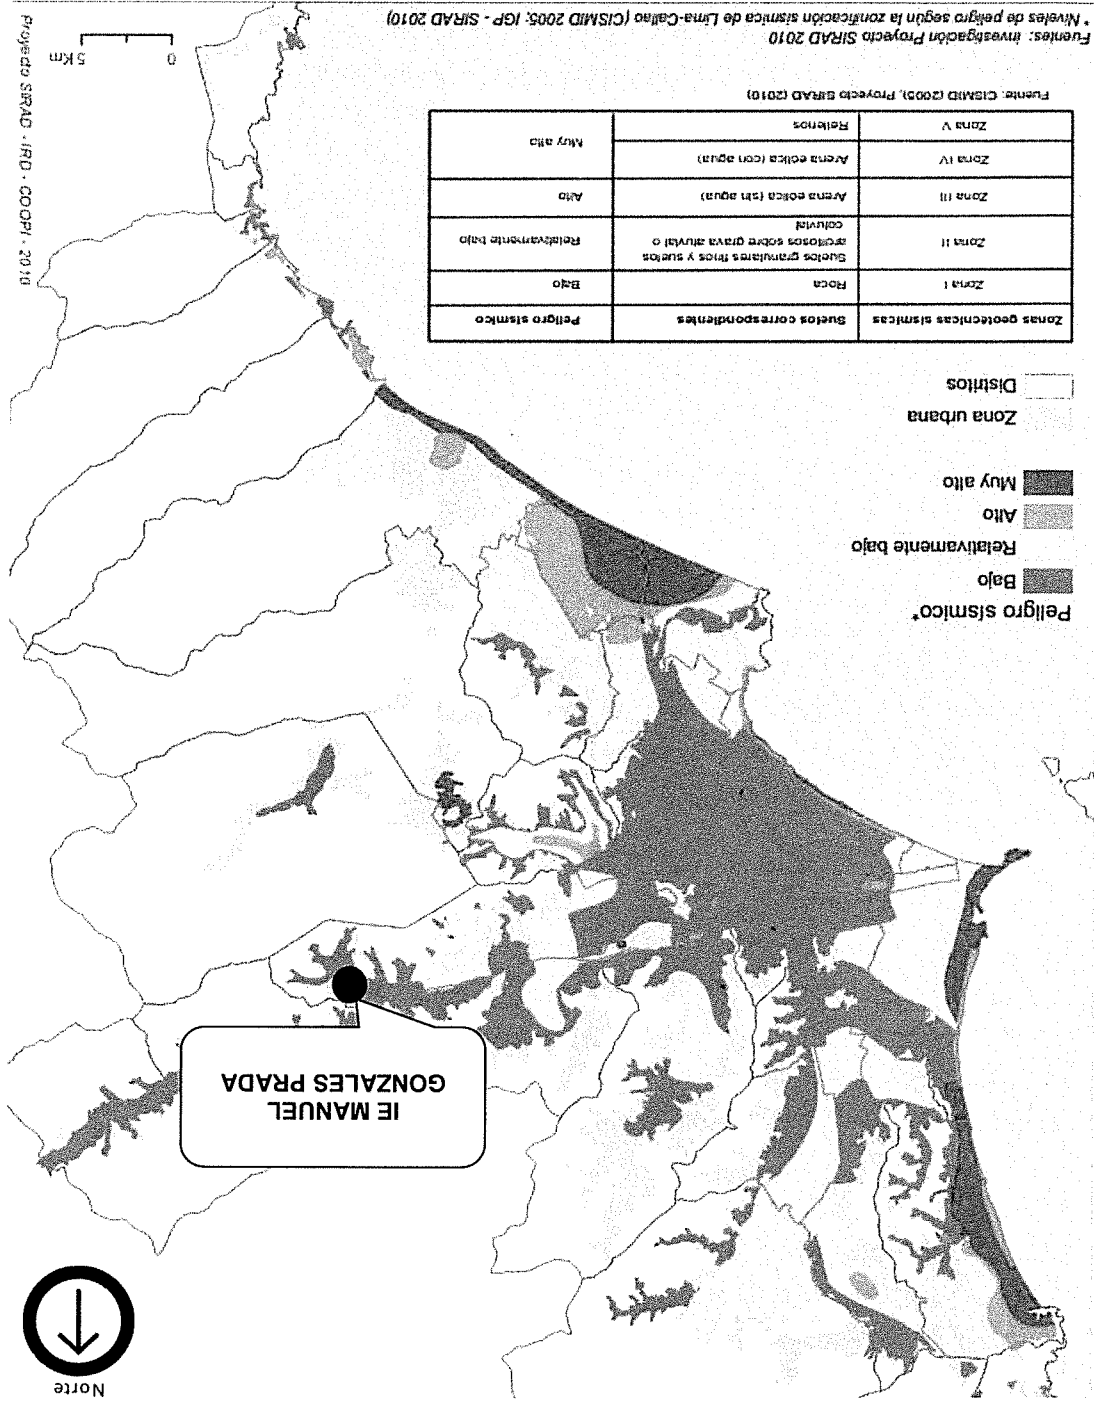 Norte
IE MANUEL
GONZALES PRADA
Peligro sísmico*
Bajo
Relativamente bajo
Alto
Muy alto
Zona urbana
Distritos
Zonas geotécnicas sísmicas
Suelos correspondientes
Peligro sísmico
Zona I
Roca
Bajo
Zona II
Suelos granulares finos y suelos
arcillosos sobre grava aluvial o
coluvial
Relativamente bajo
Zona III
Arena eólica (sin agua)
Alto
Zona IV
Arena eólica (con agua)
Muy alto
Zona V
Rellenos
Fuente: CISMID (2005), Proyecto SIRAD (2010)
Fuentes: Investigación Proyecto SIRAD 2010
* Niveles de peligro según la zonificación sísmica de Lima-Callao (CISMID 2005; IGP - SIRAD 2010)
0
5 Km
Proyecto SIRAD - IRD - COOPI - 2010